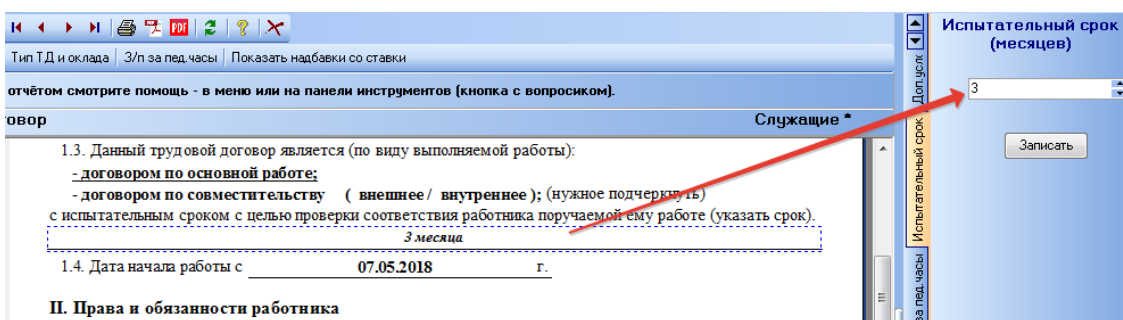 PDF
Тип ТД и оклада З/п за пед.часы Показать надбавки со ставки
отчётом смотрите помощь - в меню или на панели инструментов (кнопка с вопросиком).
овор Служащие *
1.3. Данный трудовой договор является (по виду выполняемой работы):
- договором по основной работе;
- договором по совместительству ( внешнее / внутреннее ); (нужное подчеркнуть)
с испытательным сроком с целью проверки соответствия работника поручаемой ему работе (указать срок).
3 месяца
1.4. Дата начала работы с 07.05.2018 г.
II. Права и обязанности работника
Доп.усл
Испытательный срок
за пед.часы
Испытательный срок
(месяцев)
3
Записать